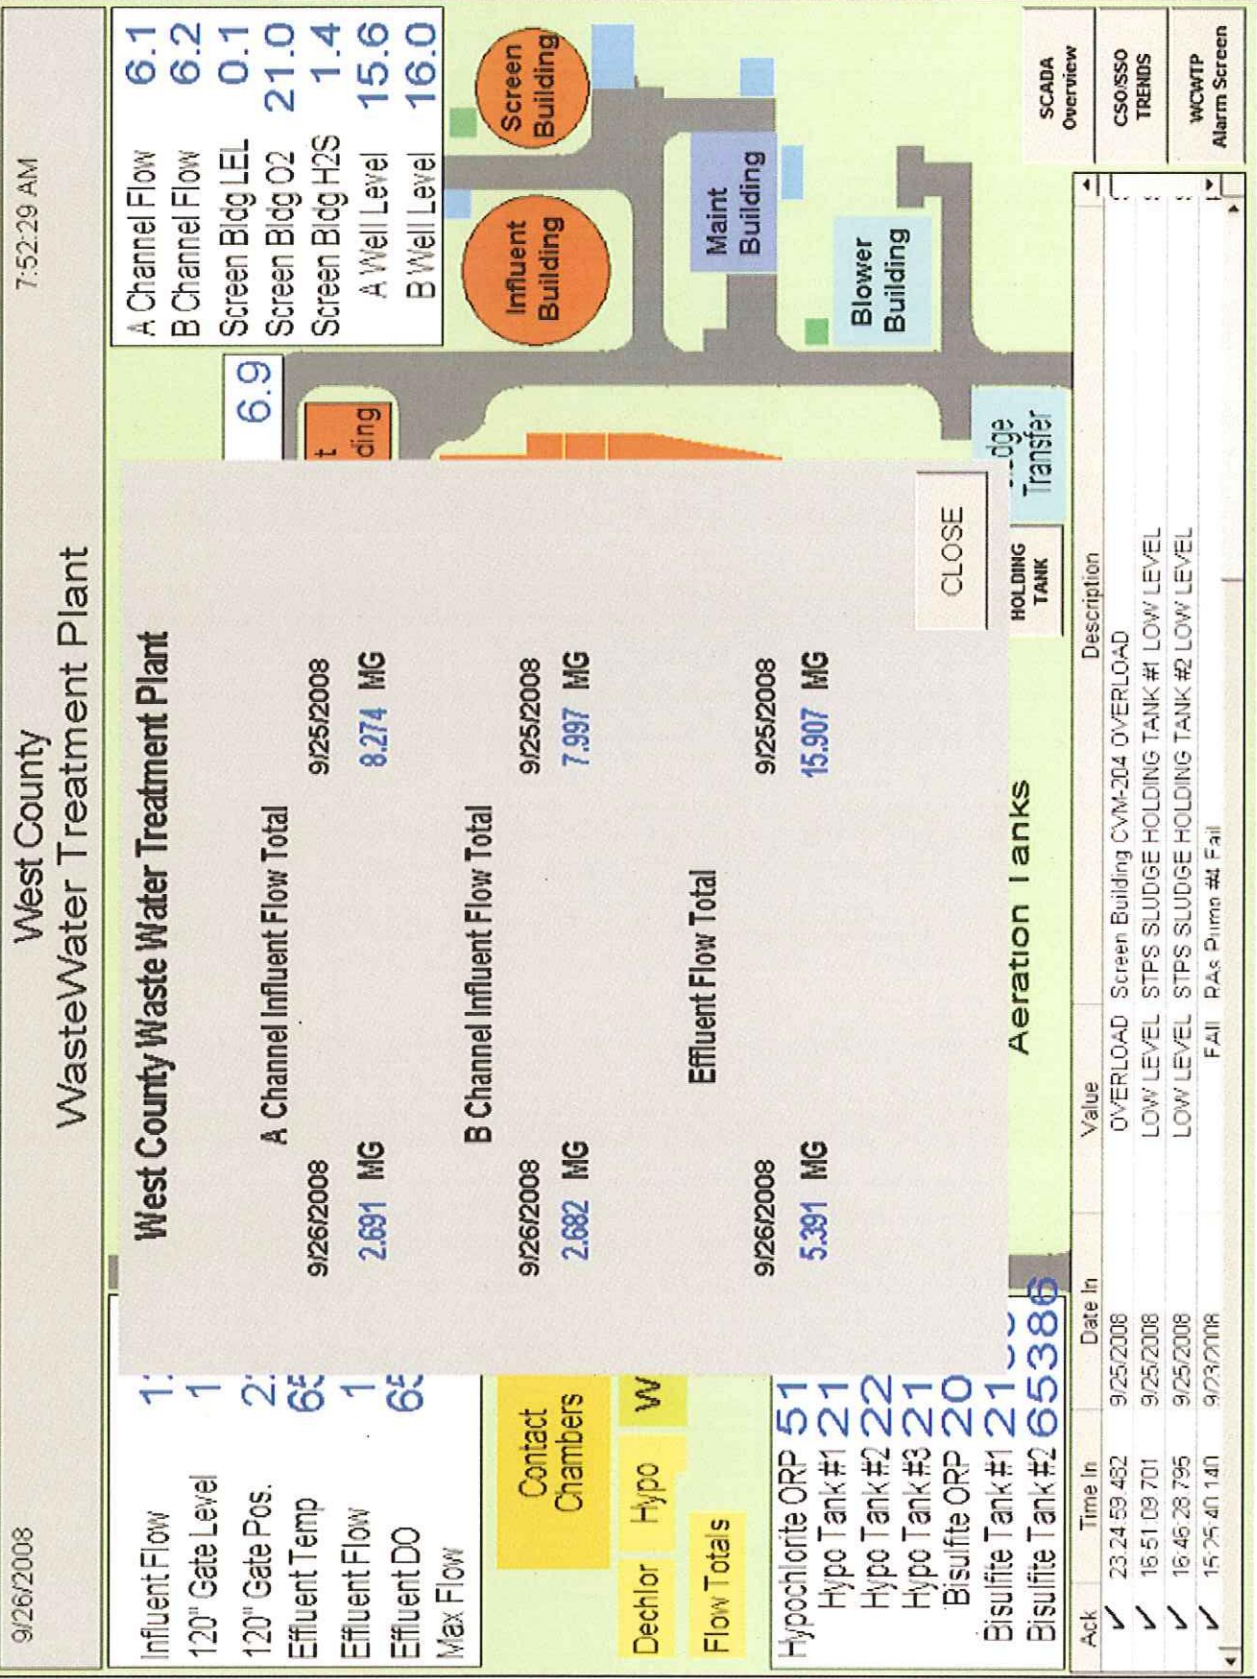 9/26/2008
West County
WasteWater Treatment Plant
7:52:29 AM
Influent Flow
120" Gate Level 1
120" Gate Pos.
Effluent Temp
Effluent Flow 1
Effluent DO
Max Flow
6.9
A Channel Flow 6.1
B Channel Flow 6.2
Screen Bldg LEL 0.1
Screen Bldg O2 21.0
Screen Bldg H2S 1.4
A Well Level 15.6
B Well Level 16.0
West County Waste Water Treatment Plant
A Channel Influent Flow Total
9/26/2008 9/25/2008
2.691 MG 8.274 MG
B Channel Influent Flow Total
9/26/2008 9/25/2008
2.682 MG 7.997 MG
Effluent Flow Total
9/26/2008 9/25/2008
5.391 MG 15.907 MG
CLOSE
Screen
Building
Influent
Building
Maint
Building
Blower
Building
Transfer
HOLDING
TANK
Aeration Tanks
Contact
Chambers
Dechlor
Hypo
W
Flow Totals
Hypochlorite ORP 51
Hypo Tank #1 21
Hypo Tank #2 22
Hypo Tank #3 21
Bisulfite ORP 20
Bisulfite Tank #1
Bisulfite Tank #2 65386
SCADA
Overview
CSO/SSO
TRENDS
WCWTP
Alarm Screen
Ack Time In Date In Value Description
23:24:59.462 9/25/2008 OVERLOAD Screen Building CVM-204 OVERLOAD
16:51:09.701 9/25/2008 LOW LEVEL STPS SLUDGE HOLDING TANK #1 LOW LEVEL
16:46:28.795 9/25/2008 LOW LEVEL STPS SLUDGE HOLDING TANK #2 LOW LEVEL
15:25:40.140 9/23/2008 FAIL RAs Pump #4 Fail